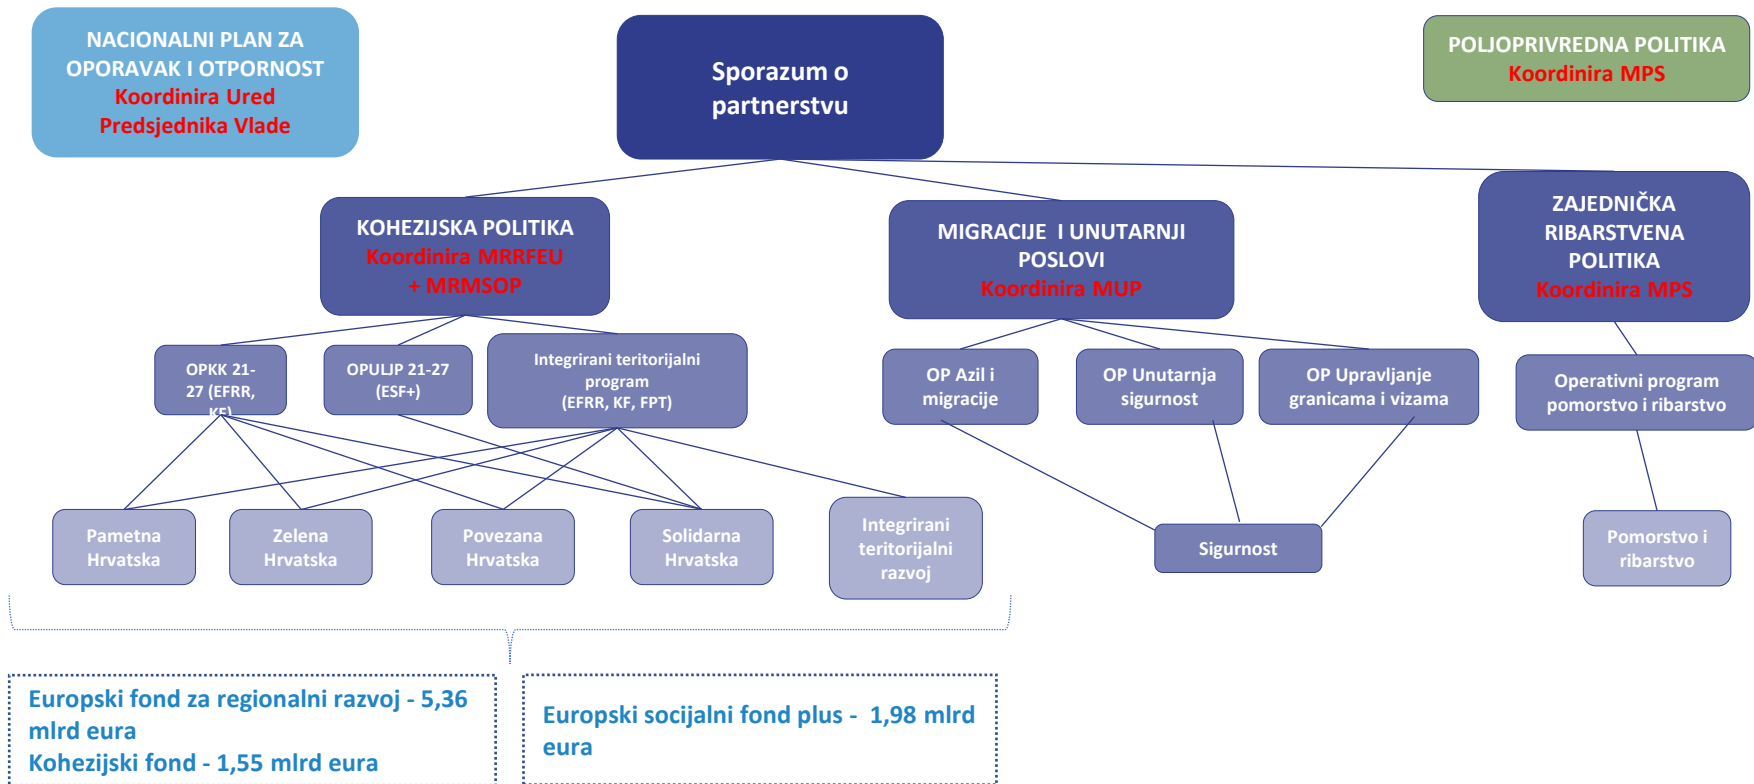 NACIONALNI PLAN ZA
OPORAVAK I OTPORNOST
Koordinira Ured
Predsjednika Vlade
Sporazum o
partnerstvu
POLJOPRIVREDNA POLITIKA
Koordinira MPS
KOHEZIJSKA POLITIKA
Koordinira MRRFEU
+ MRMSOP
MIGRACIJE I UNUTARNJI
POSLOVI
Koordinira MUP
ZAJEDNIČKA
RIBARSTVENA
POLITIKA
Koordinira MPS
OPKK 21-
27 (EFRR,
KF)
OPULJP 21-27
(ESF+)
Integrirani teritorijalni
program
(EFRR, KF, FPT)
OP Azil i
migracije
OP Unutarnja
sigurnost
OP Upravljanje
granicama i vizama
Operativni program
pomorstvo i ribarstvo
Pametna
Hrvatska
Zelena
Hrvatska
Povezana
Hrvatska
Solidarna
Hrvatska
Integrirani
teritorijalni
razvoj
Sigurnost
Pomorstvo i
ribarstvo
Europski fond za regionalni razvoj - 5,36
mlrd eura
Kohezijski fond - 1,55 mlrd eura
Europski socijalni fond plus - 1,98 mlrd
eura